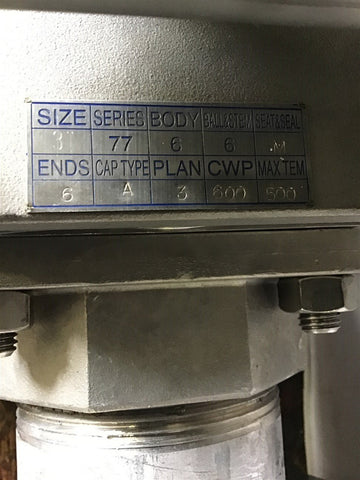 SIZE SERIES BODY BALL&STEM SEAT&SEAL
3" 77 6 6 M
ENDS CAP TYPE PLAN CWP MAX TEM
6 A 3 600 500